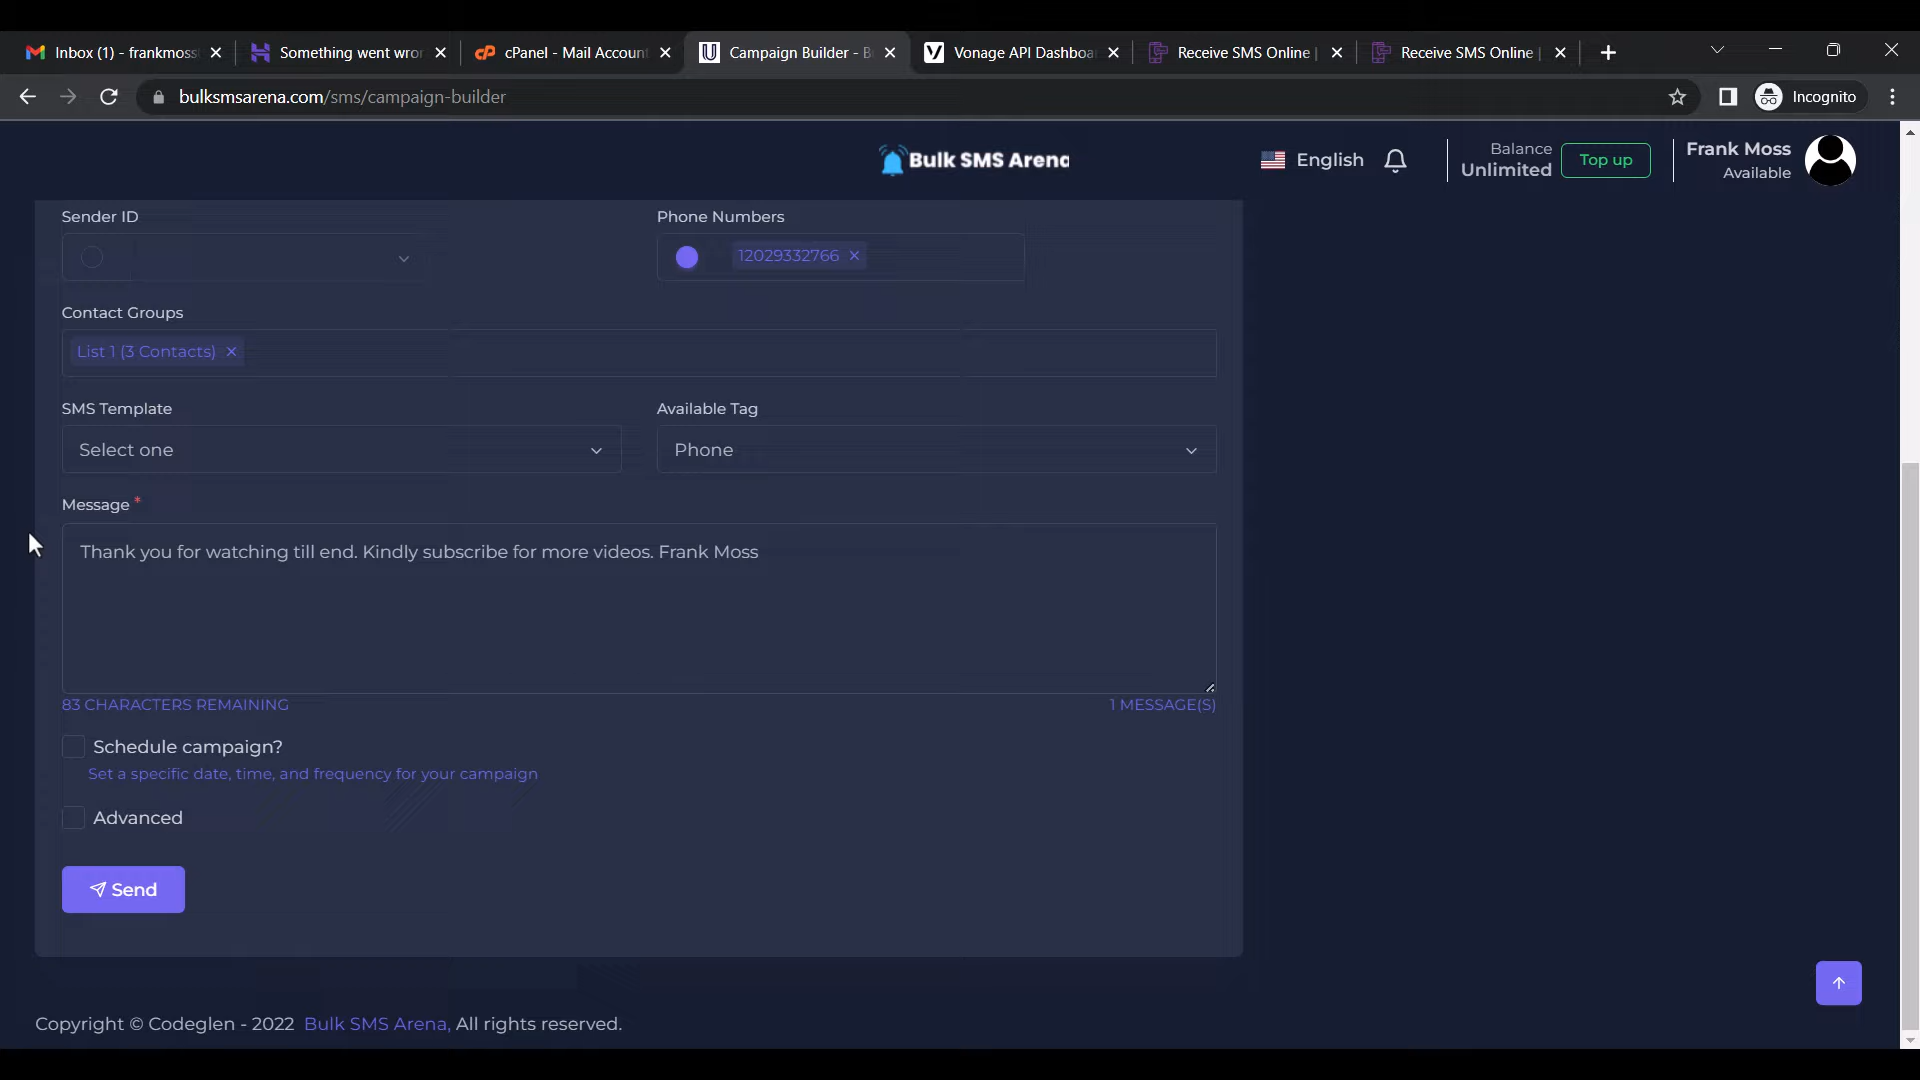 Inbox (1) - frankmoss
Something went wro
cPanel - Mail Account
Campaign Builder - B
Vonage API Dashboa
Receive SMS Online |
Receive SMS Online |
bulksmsarena.com/sms/campaign-builder
Incognito
Bulk SMS Arena
English
Balance
Unlimited
Top up
Frank Moss
Available
Sender ID
Phone Numbers
12029332766
Contact Groups
List 1 (3 Contacts)
SMS Template
Available Tag
Select one
Phone
Message *
Thank you for watching till end. Kindly subscribe for more videos. Frank Moss
83 CHARACTERS REMAINING
1 MESSAGE(S)
Schedule campaign?
Set a specific date, time, and frequency for your campaign
Advanced
Send
Copyright © Codeglen - 2022 Bulk SMS Arena, All rights reserved.